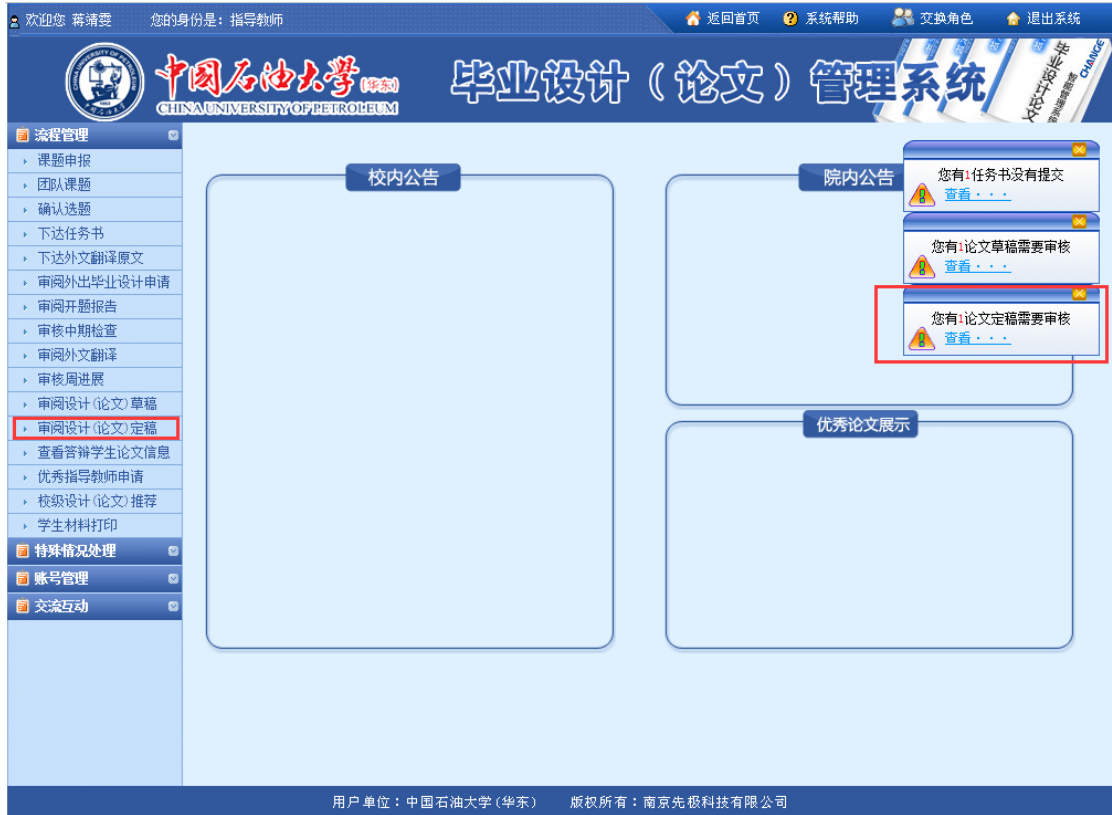 欢迎您 蒋靖雯 您的身份是：指导教师 返回首页 系统帮助 交换角色 退出系统
中国石油大学(华东)
CHINA UNIVERSITY OF PETROLEUM
毕业设计（论文）管理系统
毕业设计论文
智能管理系统
CHANGE
流程管理
课题申报
团队课题
确认选题
下达任务书
下达外文翻译原文
审阅外出毕业设计申请
审阅开题报告
审核中期检查
审阅外文翻译
审核周进展
审阅设计(论文)草稿
审阅设计(论文)定稿
查看答辩学生论文信息
优秀指导教师申请
校级设计(论文)推荐
学生材料打印
特殊情况处理
账号管理
交流互动
校内公告
院内公告
优秀论文展示
您有1任务书没有提交
查看···
您有1论文草稿需要审核
查看···
您有1论文定稿需要审核
查看···
用户单位：中国石油大学(华东) 版权所有：南京先极科技有限公司